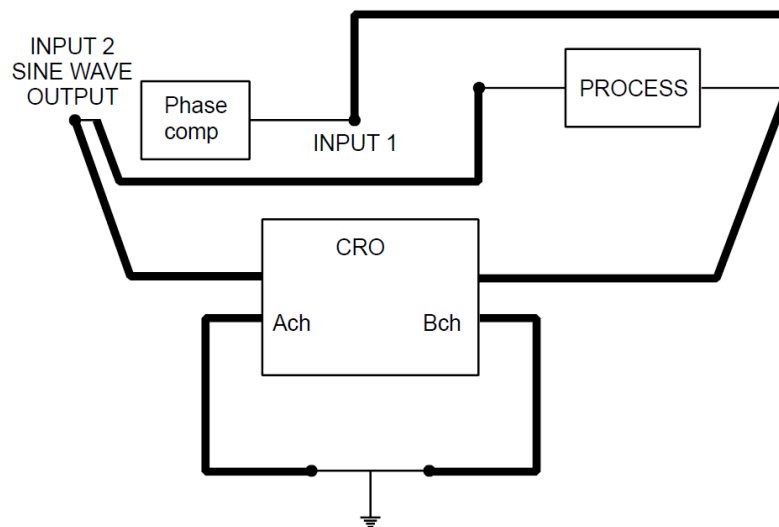 INPUT 2
SINE WAVE
OUTPUT
Phase
comp
INPUT 1
PROCESS
CRO
Ach
Bch